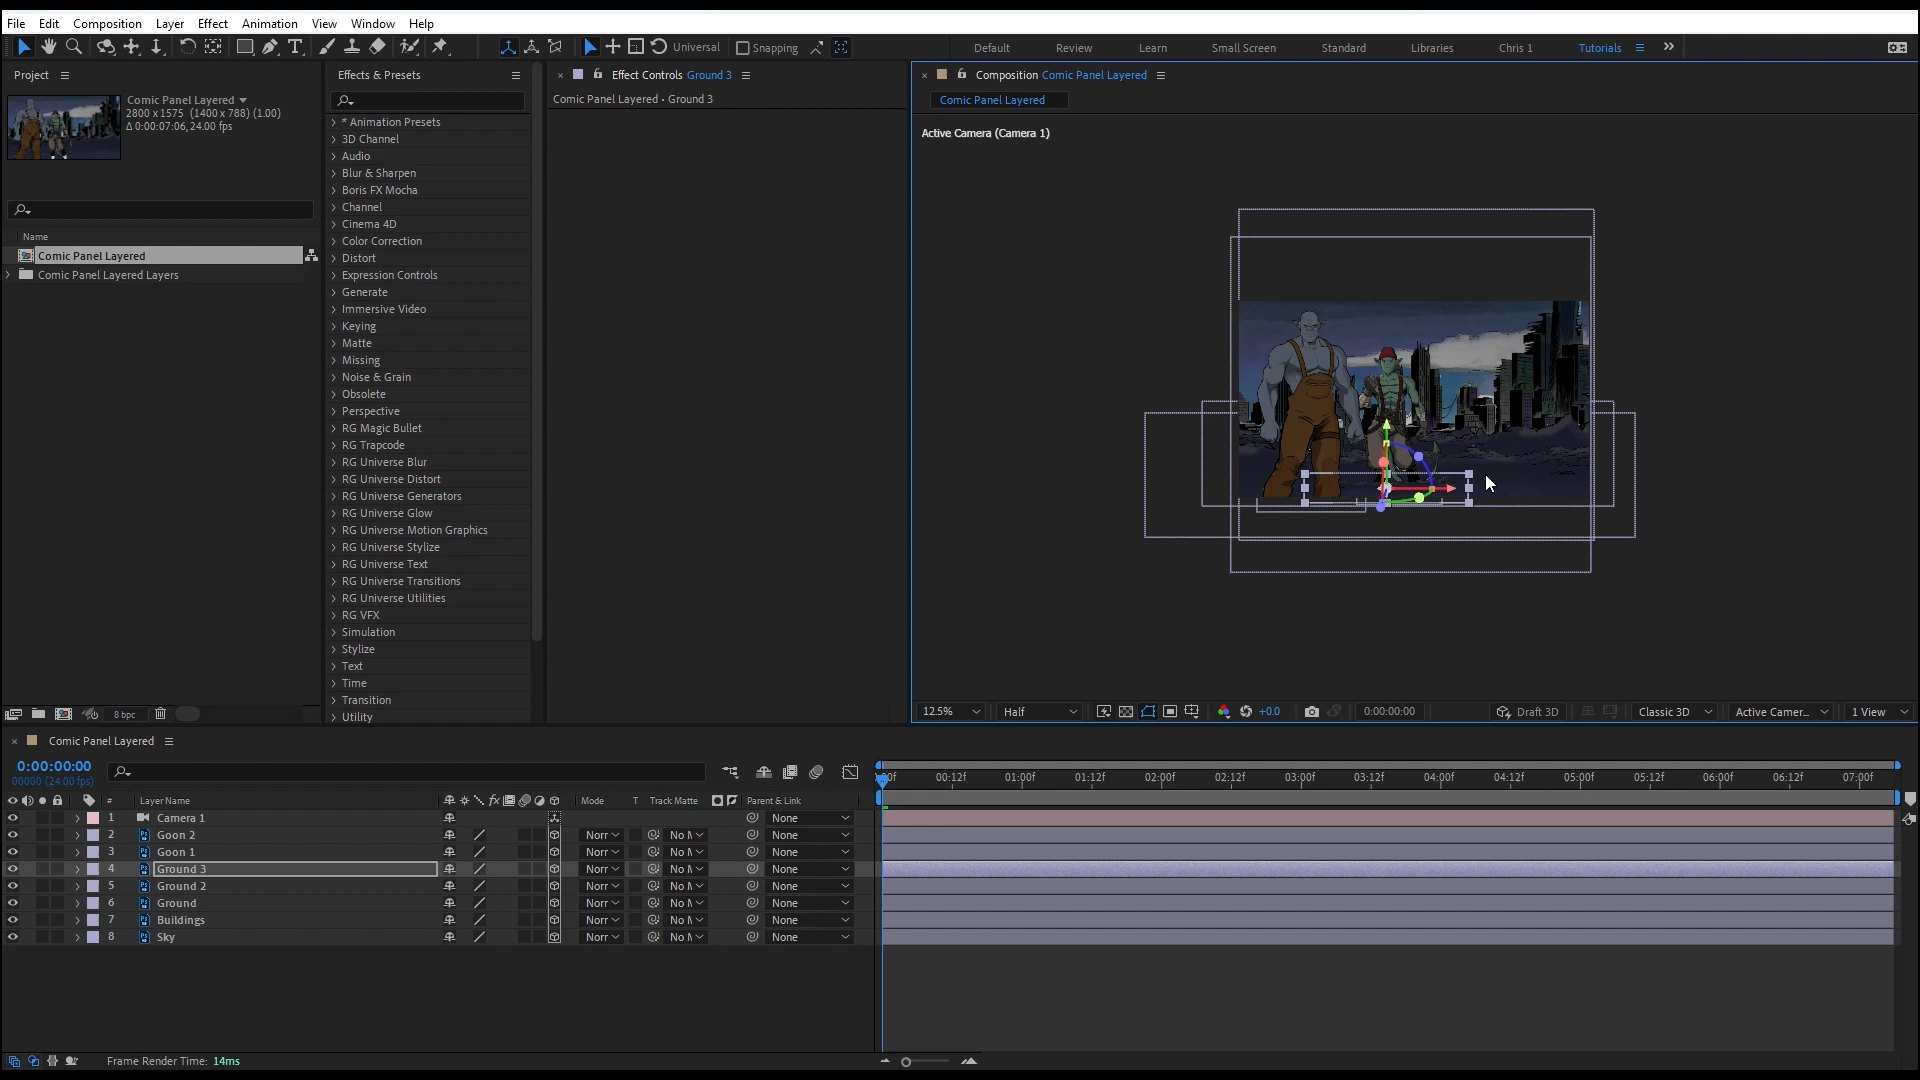 File Edit Composition Layer Effect Animation View Window Help
Universal Snapping Default Review Learn Small Screen Standard Libraries Chris 1 Tutorials
Project
Comic Panel Layered
2800 x 1575 (1400 x 788) (1.00)
Δ 0:00:07:06, 24.00 fps
Name
Comic Panel Layered
Comic Panel Layered Layers
8 bpc
Effects & Presets
* Animation Presets
3D Channel
Audio
Blur & Sharpen
Boris FX Mocha
Channel
Cinema 4D
Color Correction
Distort
Expression Controls
Generate
Immersive Video
Keying
Matte
Missing
Noise & Grain
Obsolete
Perspective
RG Magic Bullet
RG Trapcode
RG Universe Blur
RG Universe Distort
RG Universe Generators
RG Universe Glow
RG Universe Motion Graphics
RG Universe Stylize
RG Universe Text
RG Universe Transitions
RG Universe Utilities
RG VFX
Simulation
Stylize
Text
Time
Transition
Utility
Effect Controls Ground 3
Comic Panel Layered • Ground 3
Composition Comic Panel Layered
Comic Panel Layered
Active Camera (Camera 1)
12.5% Half +0.0 0:00:00:00 Draft 3D Classic 3D Active Camer... 1 View
Comic Panel Layered
0:00:00:00
00000 (24.00 fps)
00:12f 01:00f 01:12f 02:00f 02:12f 03:00f 03:12f 04:00f 04:12f 05:00f 05:12f 06:00f 06:12f 07:00f
# Layer Name fx Mode T Track Matte Parent & Link
1 Camera 1 None
2 Goon 2 Norr No None
3 Goon 1 Norr No None
4 Ground 3 Norr No None
5 Ground 2 Norr No None
6 Ground Norr No None
7 Buildings Norr No None
8 Sky Norr No None
Frame Render Time: 14ms